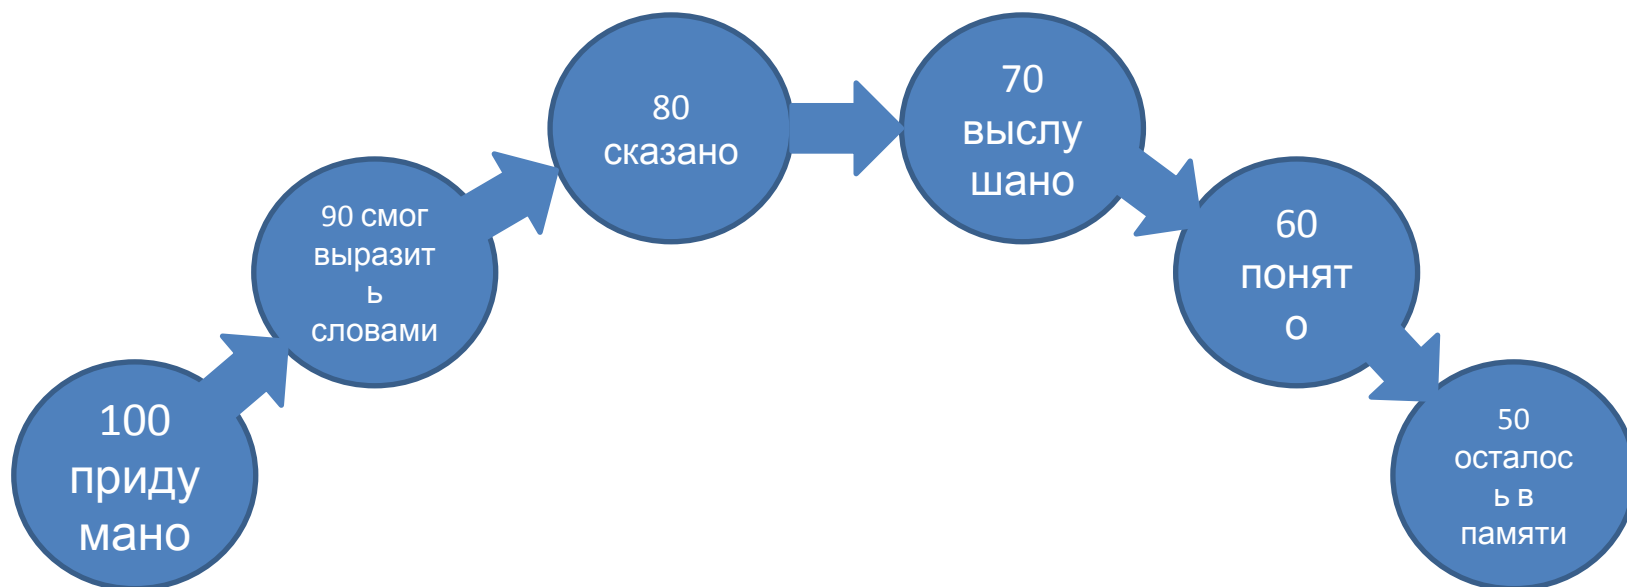 100
приду
мано
90 смог
выразит
ь
словами
80
сказано
70
выслу
шано
60
понят
о
50
осталос
ь в
памяти